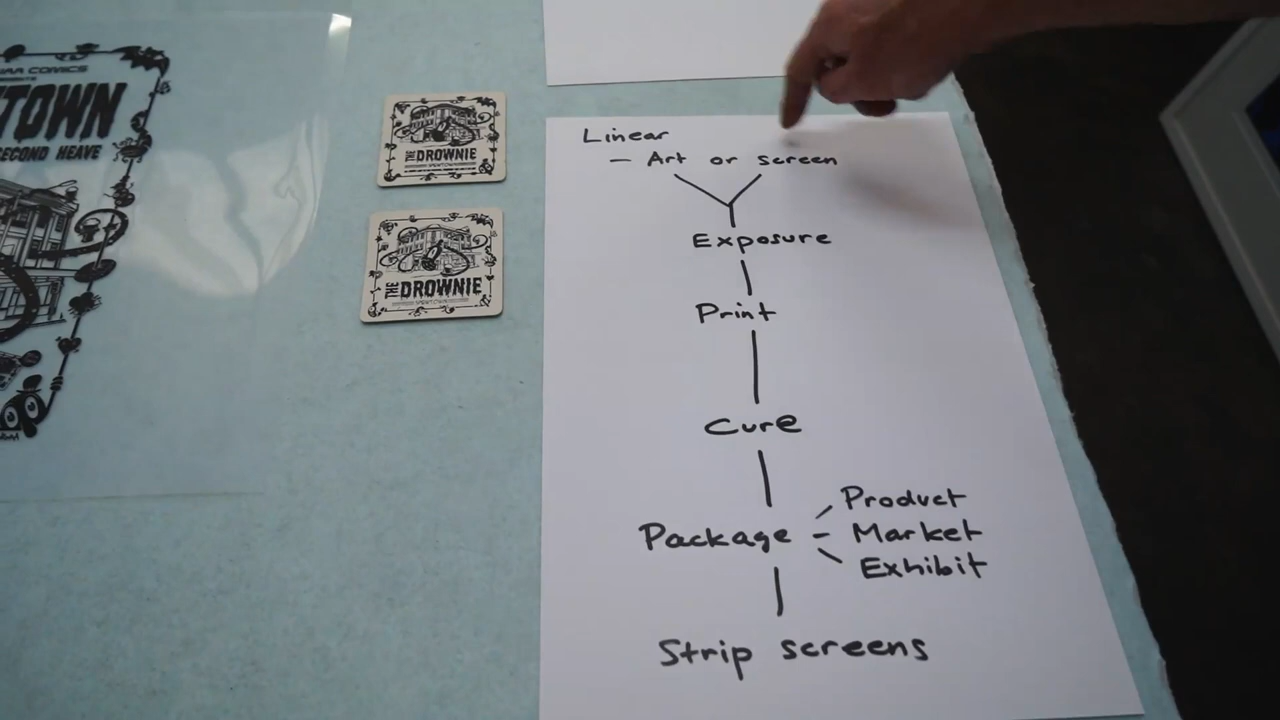 TOWN
SECOND HEAVE
THE DROWNIE
THE DROWNIE
Linear
— Art or screen
Exposure
Print
Cure
Package
Product
Market
Exhibit
Strip screens